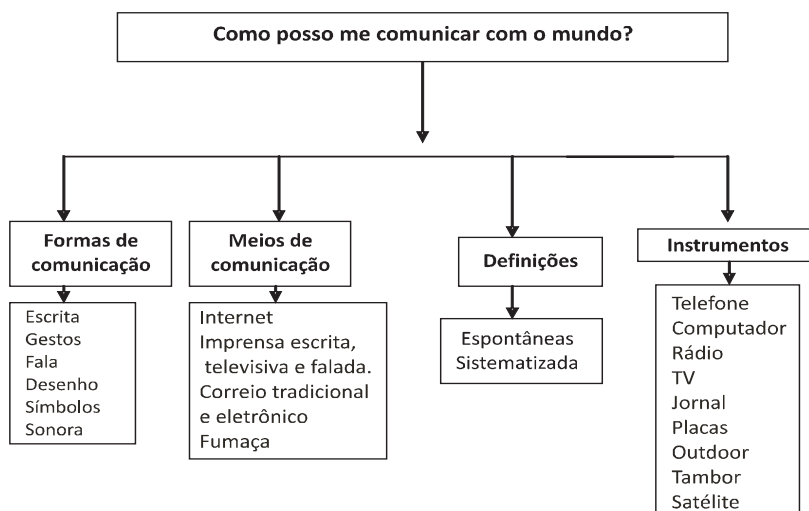 Como posso me comunicar com o mundo?
Formas de
comunicação
Escrita
Gestos
Fala
Desenho
Símbolos
Sonora
Meios de
comunicação
Internet
Imprensa escrita,
televisiva e falada.
Correio tradicional
e eletrônico
Fumaça
Definições
Espontâneas
Sistematizada
Instrumentos
Telefone
Computador
Rádio
TV
Jornal
Placas
Outdoor
Tambor
Satélite